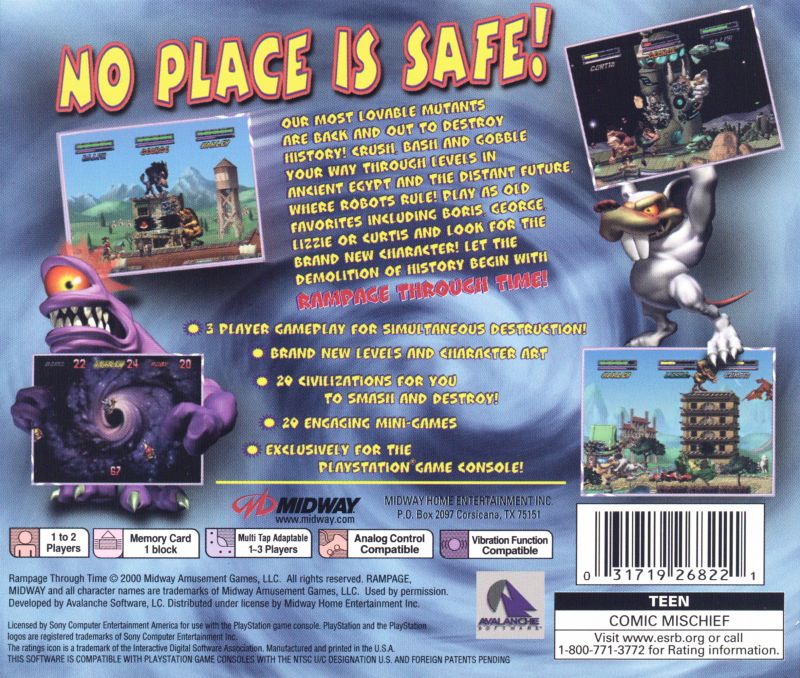 NO PLACE IS SAFE!
OUR MOST LOVABLE MUTANTS
ARE BACK AND OUT TO DESTROY
HISTORY! CRUSH, BASH AND GOBBLE
YOUR WAY THROUGH LEVELS IN
ANCIENT EGYPT AND THE DISTANT FUTURE,
WHERE ROBOTS RULE! PLAY AS OLD
FAVORITES INCLUDING BORIS, GEORGE,
LIZZIE OR CURTIS AND LOOK FOR THE
BRAND NEW CHARACTER! LET THE
DEMOLITION OF HISTORY BEGIN WITH
RAMPAGE THROUGH TIME!
CURTIS
GEORGE
HARLEY
3 PLAYER GAMEPLAY FOR SIMULTANEOUS DESTRUCTION!
BRAND NEW LEVELS AND CHARACTER ART
20 CIVILIZATIONS FOR YOU
TO SMASH AND DESTROY!
20 ENGAGING MINI-GAMES
EXCLUSIVELY FOR THE
PLAYSTATION® GAME CONSOLE!
22 24 RUBY 20
67
HARLEY CURTIS
MIDWAY
www.midway.com
MIDWAY HOME ENTERTAINMENT INC.
P.O. Box 2097 Corsicana, TX 75151
1 to 2
Players
Memory Card
1 block
Multi Tap Adaptable
1-3 Players
Analog Control
Compatible
Vibration Function
Compatible
Rampage Through Time © 2000 Midway Amusement Games, LLC. All rights reserved. RAMPAGE,
MIDWAY and all character names are trademarks of Midway Amusement Games, LLC. Used by permission.
Developed by Avalanche Software, LC. Distributed under license by Midway Home Entertainment Inc.
Licensed by Sony Computer Entertainment America for use with the PlayStation game console. PlayStation and the PlayStation
logos are registered trademarks of Sony Computer Entertainment Inc.
The ratings icon is a trademark of the Interactive Digital Software Association. Manufactured and printed in the U.S.A.
THIS SOFTWARE IS COMPATIBLE WITH PLAYSTATION GAME CONSOLES WITH THE NTSC U/C DESIGNATION U.S. AND FOREIGN PATENTS PENDING
AVALANCHE
SOFTWARE
0 31719 26822 1
TEEN
COMIC MISCHIEF
Visit www.esrb.org or call
1-800-771-3772 for Rating information.